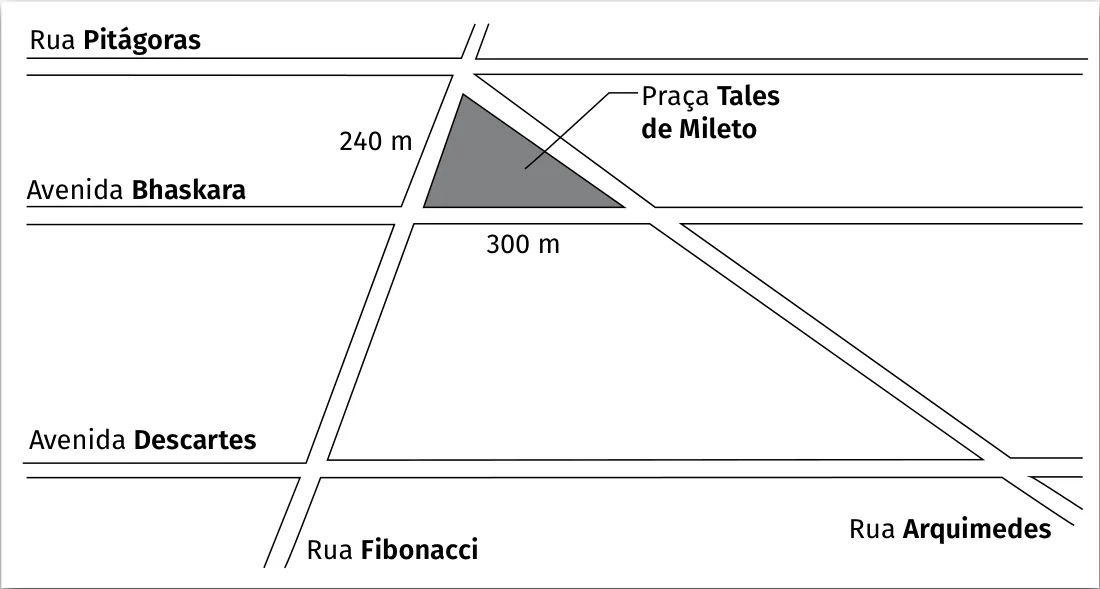 Rua Pitágoras
Praça Tales
de Mileto
240 m
Avenida Bhaskara
300 m
Avenida Descartes
Rua Arquimedes
Rua Fibonacci